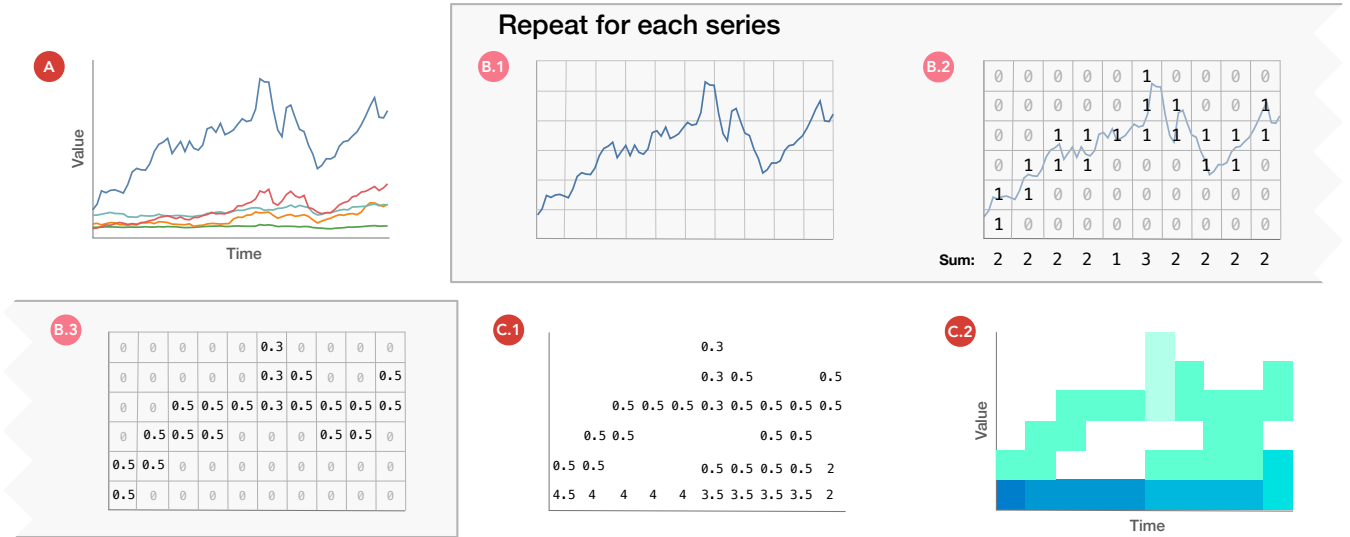 Repeat for each series
A
Value
Time
B.1
B.2
0 0 0 0 0 1 0 0 0 0
0 0 0 0 0 1 1 0 0 1
0 0 1 1 1 1 1 1 1 1
0 1 1 1 0 0 0 1 1 0
1 1 0 0 0 0 0 0 0 0
1 0 0 0 0 0 0 0 0 0
Sum: 2 2 2 2 1 3 2 2 2 2
B.3
0 0 0 0 0 0.3 0 0 0 0
0 0 0 0 0 0.3 0.5 0 0 0.5
0 0 0.5 0.5 0.5 0.3 0.5 0.5 0.5 0.5
0 0.5 0.5 0.5 0 0 0 0.5 0.5 0
0.5 0.5 0 0 0 0 0 0 0 0
0.5 0 0 0 0 0 0 0 0 0
C.1
0.3
0.3 0.5 0.5
0.5 0.5 0.5 0.3 0.5 0.5 0.5 0.5
0.5 0.5 0.5 0.5
0.5 0.5 0.5 0.5 0.5 0.5 2
4.5 4 4 4 4 3.5 3.5 3.5 3.5 2
C.2
Value
Time